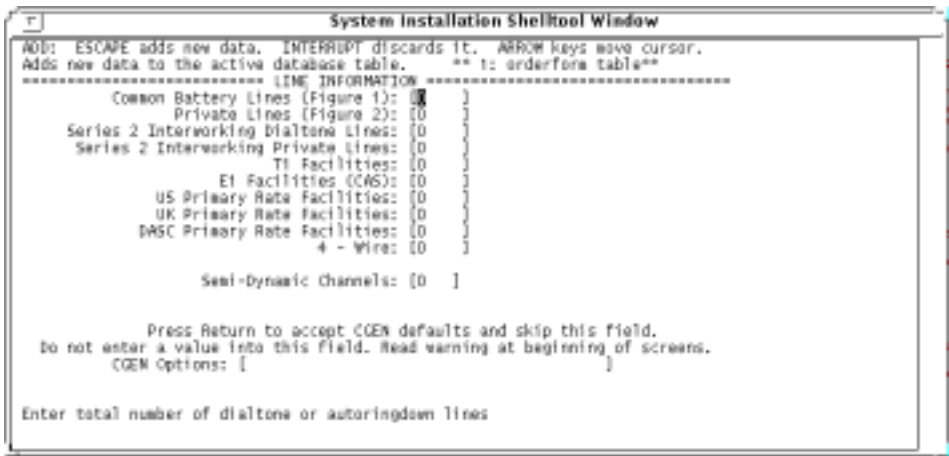 System Installation Shelltool Window
ADD:  ESCAPE adds new data.  INTERRUPT discards it.  ARROW keys move cursor.
Adds new data to the active database table.     ** 1: orderform table**
=========================== LINE INFORMATION ==================================
Common Battery Lines (Figure 1): [0    ]
Private Lines (Figure 2): [0    ]
Series 2 Interworking Dialtone Lines: [0    ]
Series 2 Interworking Private Lines: [0    ]
T1 Facilities: [0    ]
E1 Facilities (CAS): [0    ]
US Primary Rate Facilities: [0    ]
UK Primary Rate Facilities: [0    ]
DASC Primary Rate Facilities: [0    ]
4 - Wire: [0    ]
Semi-Dynamic Channels: [0   ]
Press Return to accept CGEN defaults and skip this field.
Do not enter a value into this field. Read warning at beginning of screens.
CGEN Options: [                                        ]
Enter total number of dialtone or autoringdown lines